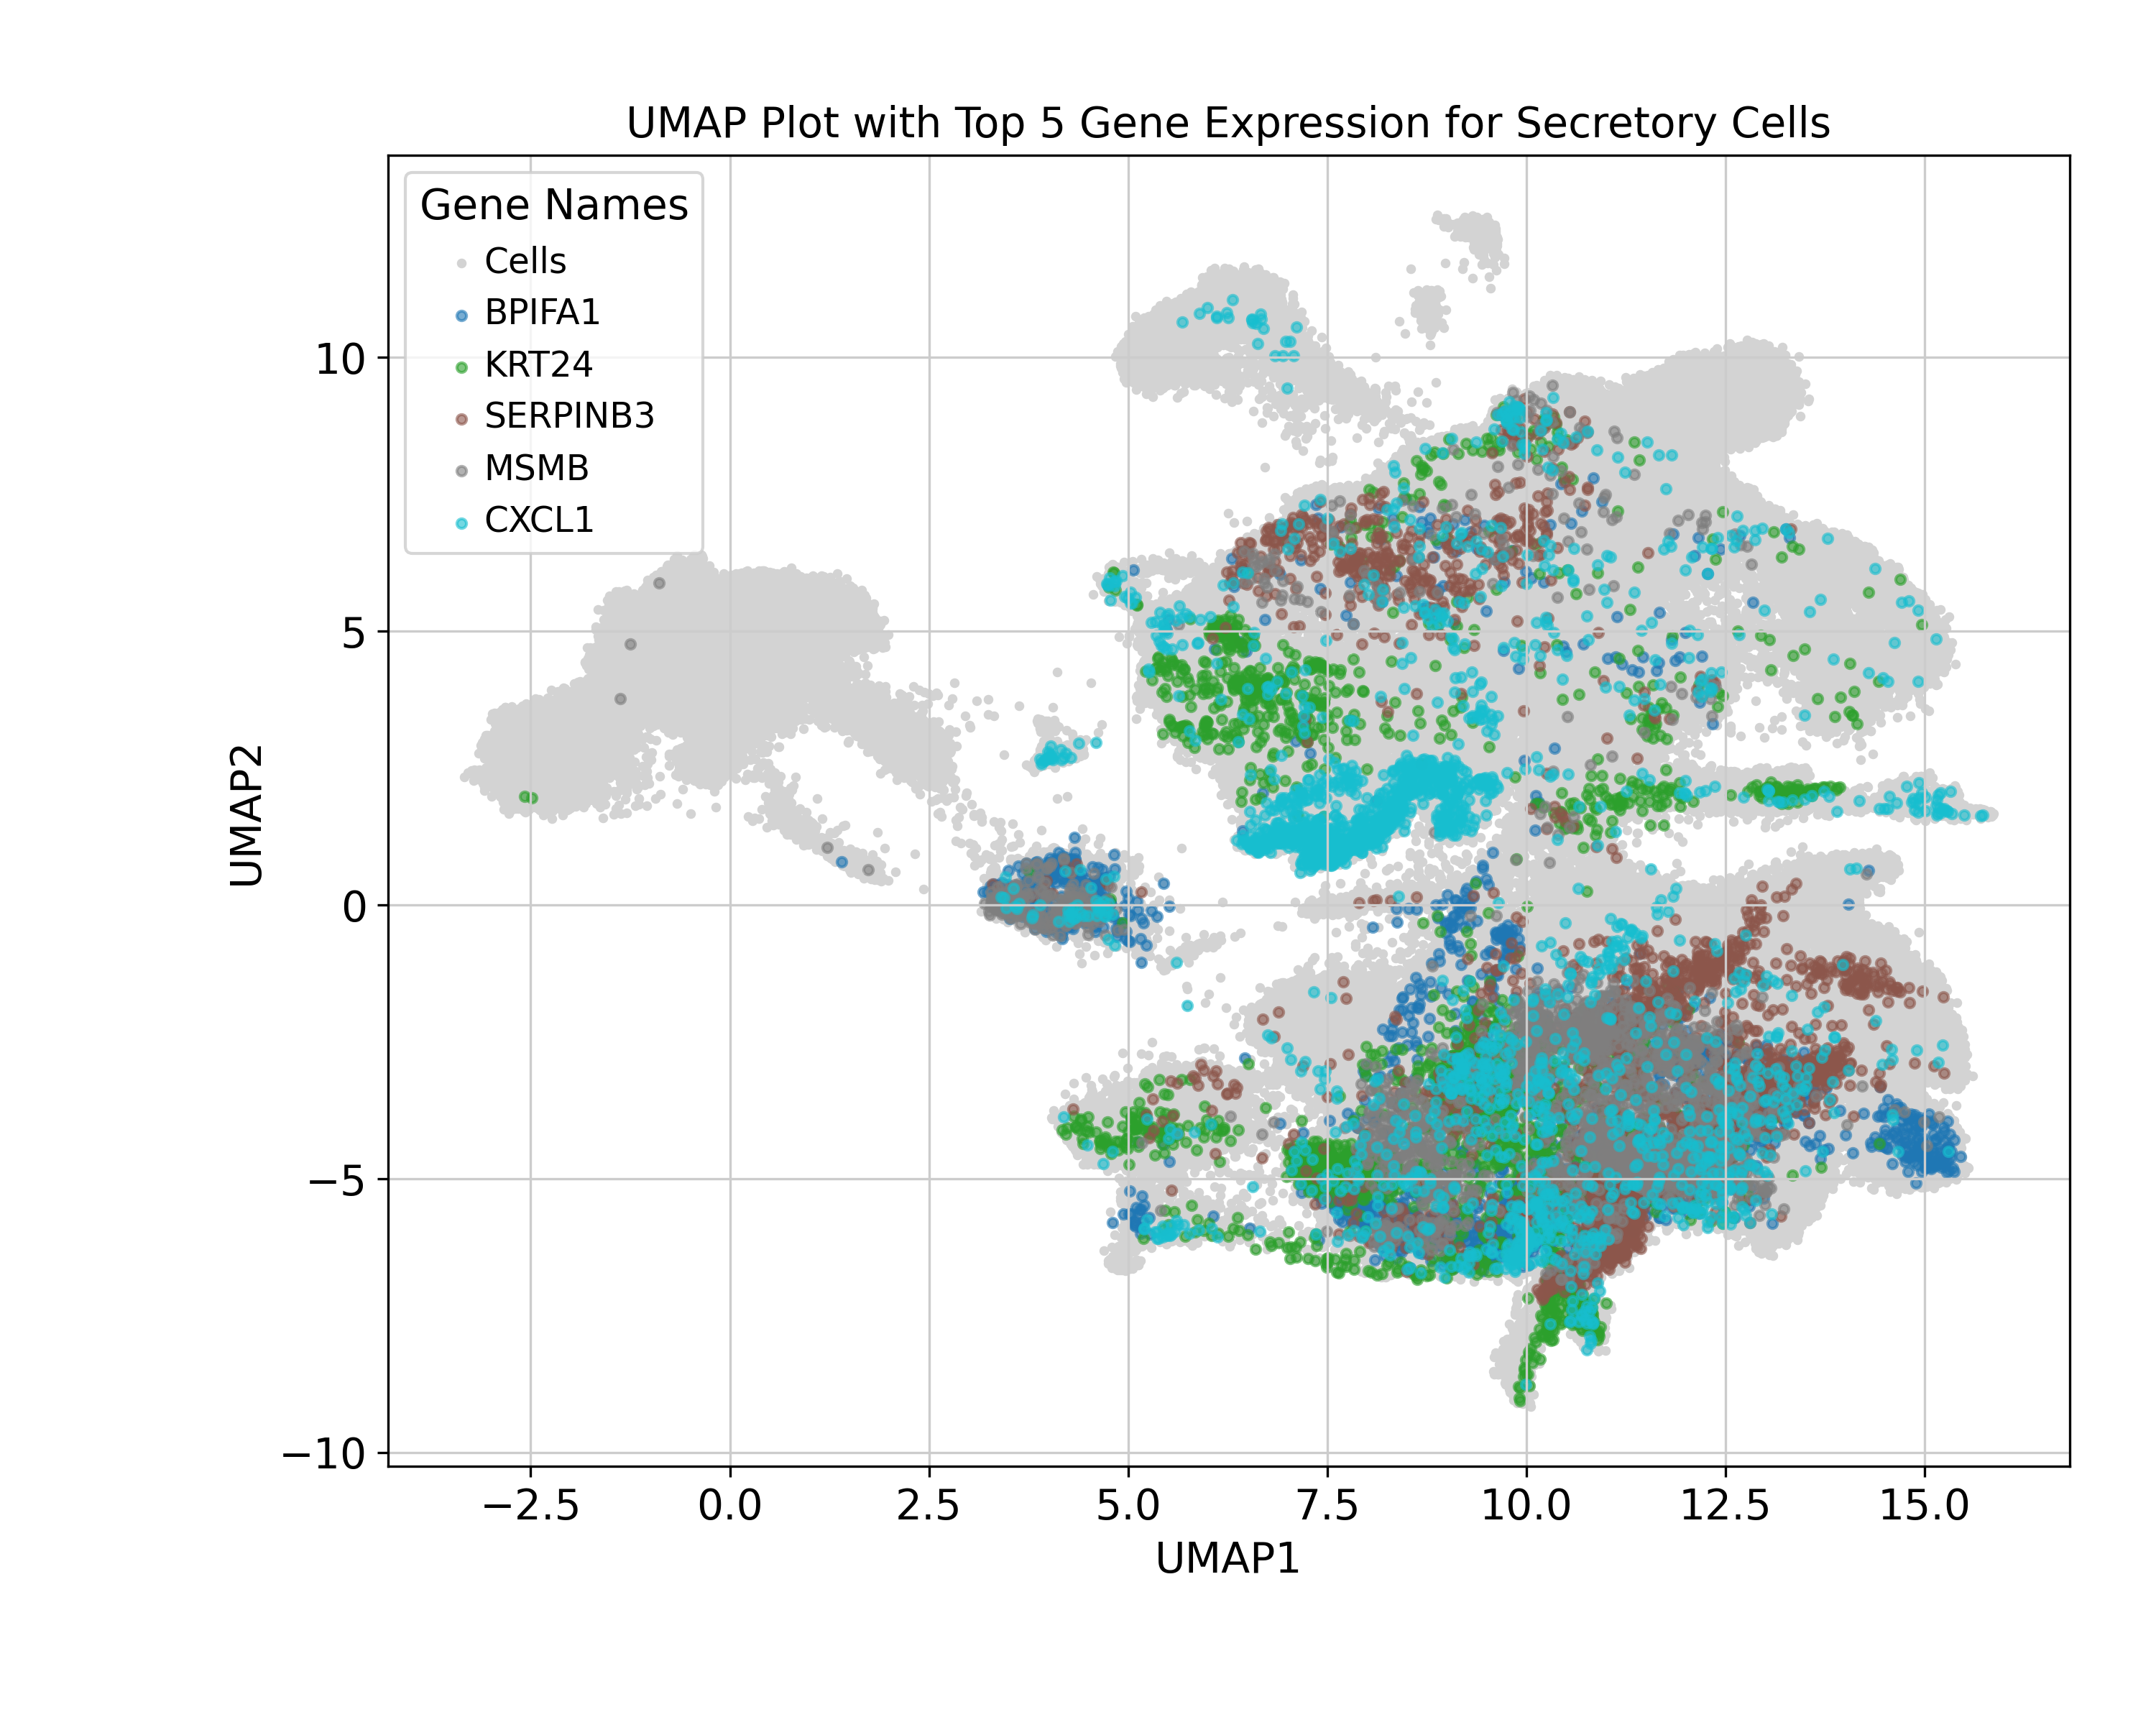 UMAP Plot with Top 5 Gene Expression for Secretory Cells
Gene Names
Cells
BPIFA1
KRT24
SERPINB3
MSMB
CXCL1
10
5
0
−5
−10
UMAP2
−2.5 0.0 2.5 5.0 7.5 10.0 12.5 15.0
UMAP1